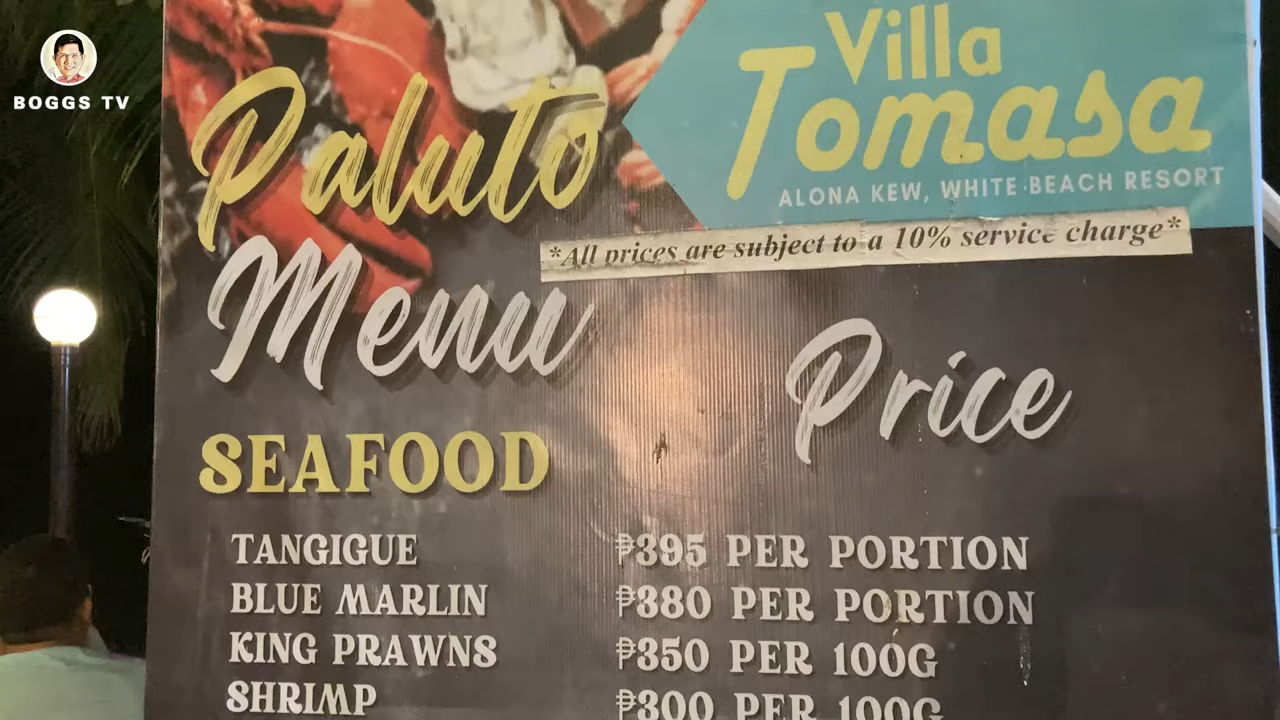 BOGGS TV
Villa
Tomasa
ALONA KEW, WHITE BEACH RESORT
*All prices are subject to a 10% service charge*
Paluto
Menu
Price
SEAFOOD
TANGIGUE ₱395 PER PORTION
BLUE MARLIN ₱380 PER PORTION
KING PRAWNS ₱350 PER 100G
SHRIMP ₱300 PER 100G